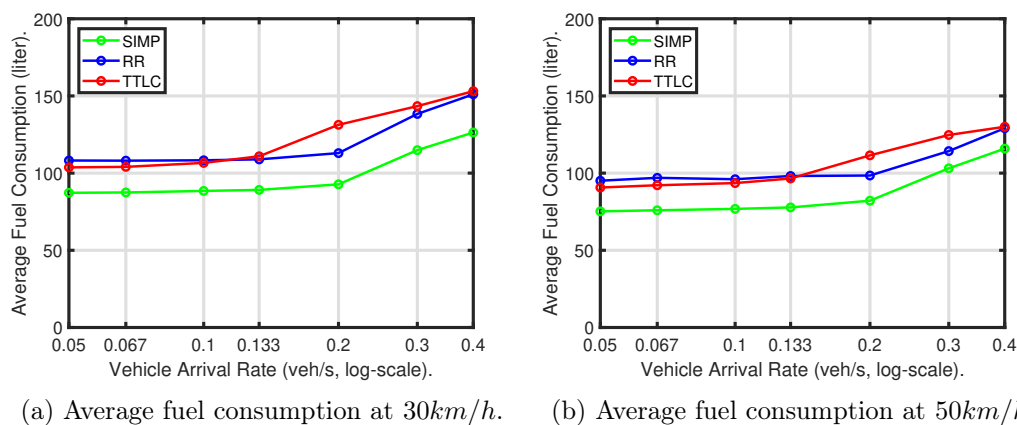 200
150
100
50
0
Average Fuel Consumption (liter).
SIMP
RR
TTLC
0.05 0.067 0.1 0.133 0.2 0.3 0.4
Vehicle Arrival Rate (veh/s, log-scale).
(a) Average fuel consumption at 30km/h.
200
150
100
50
0
Average Fuel Consumption (liter).
SIMP
RR
TTLC
0.05 0.067 0.1 0.133 0.2 0.3 0.4
Vehicle Arrival Rate (veh/s, log-scale).
(b) Average fuel consumption at 50km/h